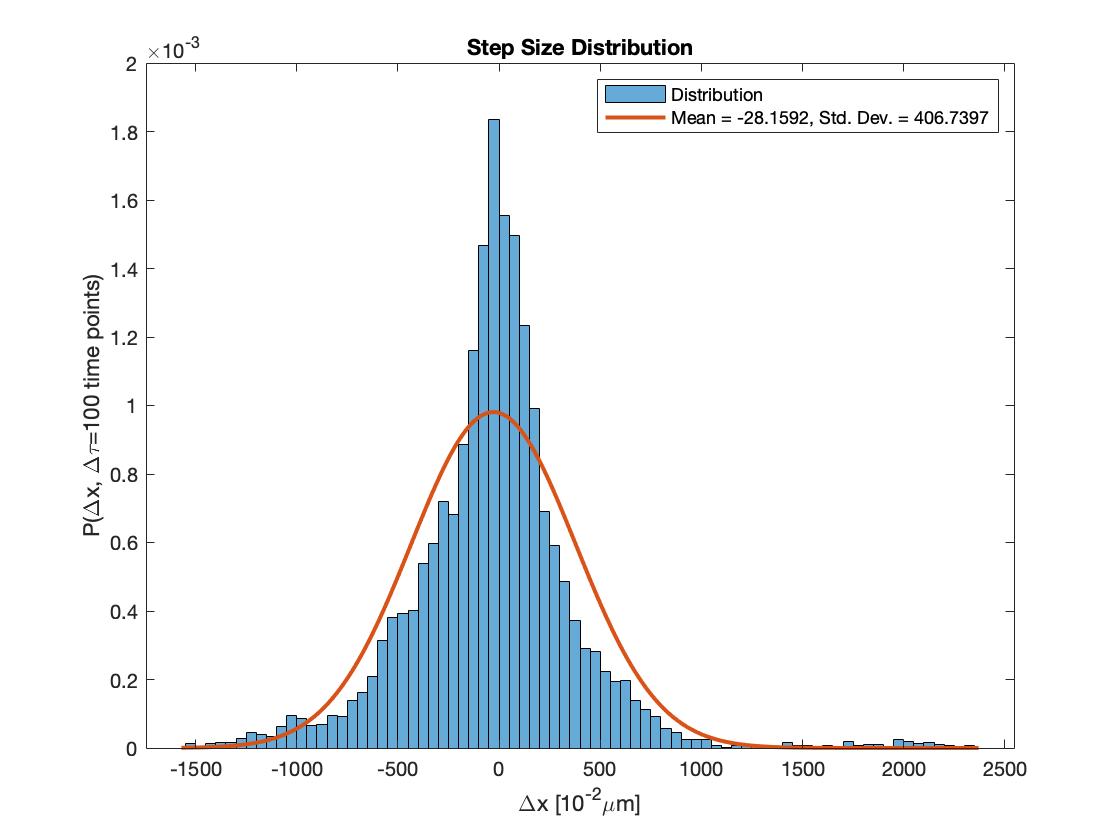 Step Size Distribution
×10⁻³
Distribution
Mean = -28.1592, Std. Dev. = 406.7397
P(Δx, Δτ=100 time points)
2
1.8
1.6
1.4
1.2
1
0.8
0.6
0.4
0.2
0
-1500 -1000 -500 0 500 1000 1500 2000 2500
Δx [10⁻²μm]